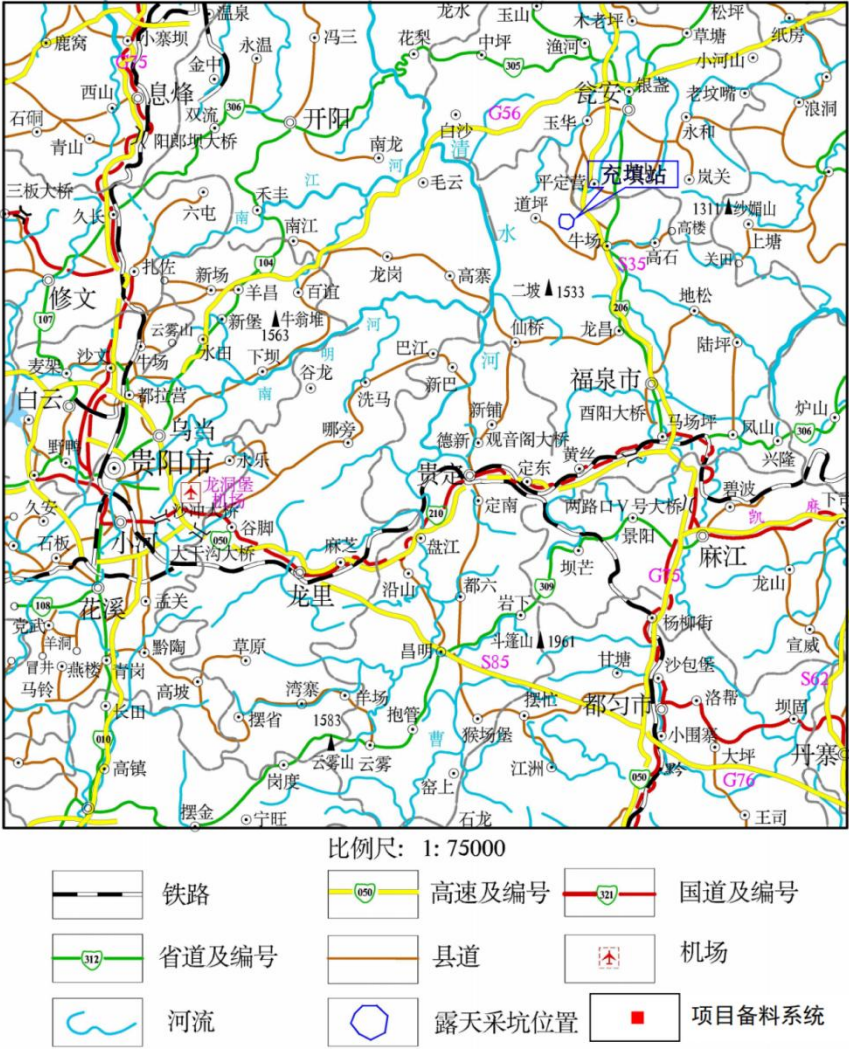 温泉
龙水
玉山
木老坪
松坪
鹿窝
小寨坝
冯三
花梨
中坪
渔河
草塘
纸房
G75
永温
金中
305
小河山
西山
息烽
306
双流
开阳
瓮安
银盏
老坟嘴
浪洞
石硐
青山
阳郎坝大桥
白沙
G56
玉华
永和
南龙
清
河
江
南
毛云
平定营
充填站
岚关
三板大桥
久长
六屯
禾丰
南江
道坪
1311
纱帽山
水
牛场
高楼
上塘
S35
高石
关田
扎佐
104
龙岗
高寨
修文
新场
羊昌
百谊
二坡
1533
206
地松
107
云雾山
新堡
牛翁堆
1563
河
仙桥
龙昌
陆坪
麦架
沙文
牛场
水田
下坝
明
巴江
河
南
谷龙
洗马
新巴
福泉市
白云
都拉营
新铺
酉阳大桥
炉山
乌当
哪旁
德新
观音阁大桥
马场坪
凤山
306
野鸭
贵阳市
永乐
贵定
定东
黄丝
兴隆
龙洞堡
机场
碧波
久安
沙冲大桥
谷脚
210
定南
两路口V号大桥
凯
麻
下司
小河
050
石板
大干沟大桥
麻芝
盘江
景阳
麻江
龙里
沿山
都六
坝芒
G75
龙山
108
花溪
孟关
309
岩下
党武
羊洞
黔陶
草原
昌明
斗篷山
1961
杨柳街
宣威
冒井
燕楼
青岗
S85
甘塘
沙包堡
S62
马铃
高坡
湾寨
羊场
都匀市
洛帮
长田
摆省
1583
抱管
摆忙
坝固
010
云雾山
云雾
曹
猴场堡
小围寨
大坪
丹寨
高镇
岗度
窑上
江洲
050
黔
G76
摆金
宁旺
石龙
王司
比例尺: 1: 75000
铁路
050
高速及编号
321
国道及编号
312
省道及编号
县道
机场
河流
露天采坑位置
项目备料系统